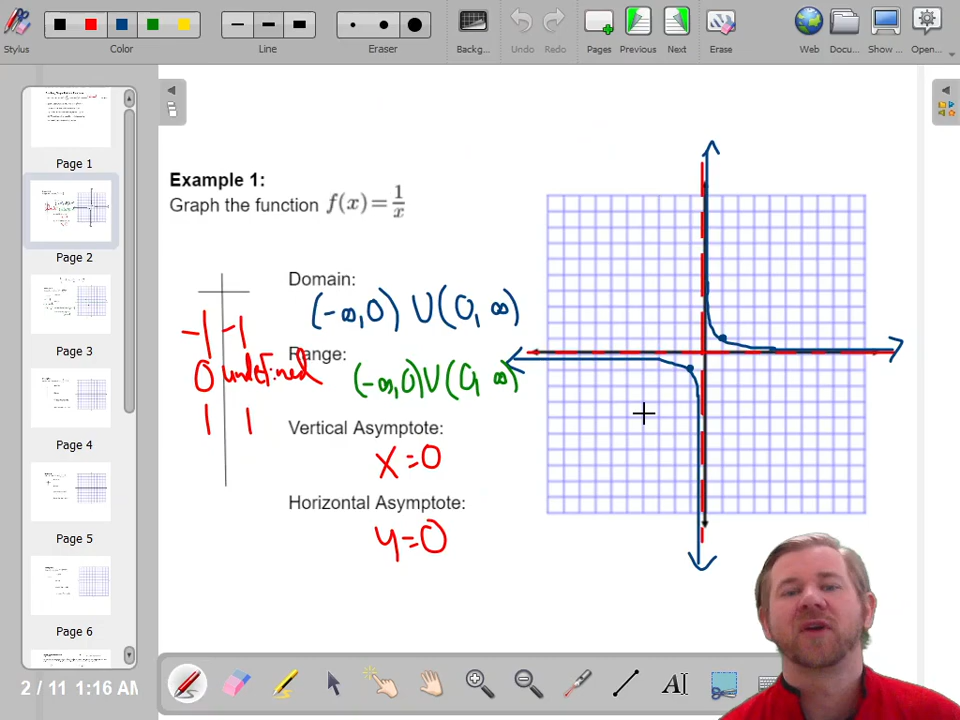 Stylus
Color
Line
Eraser
Backg...
Undo
Redo
Pages
Previous
Next
Erase
Web
Docu...
Show ...
Open...
Page 1
Page 2
Page 3
Page 4
Page 5
Page 6
2 / 11 1:16 AM
Example 1:
Graph the function f(x) = 1/x
-1 -1
0 undefined
1 1
Domain:
(-∞,0) U (0, ∞)
Range:
(-∞,0) U (0, ∞)
Vertical Asymptote:
x=0
Horizontal Asymptote:
y=0
A